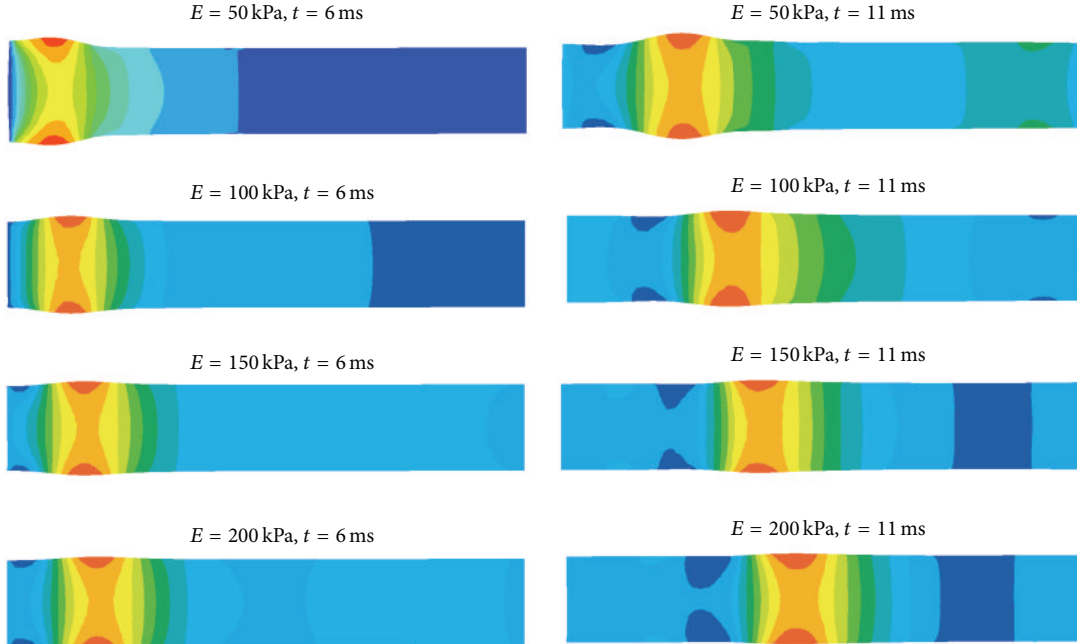 E = 50 kPa, t = 6 ms
E = 50 kPa, t = 11 ms
E = 100 kPa, t = 6 ms
E = 100 kPa, t = 11 ms
E = 150 kPa, t = 6 ms
E = 150 kPa, t = 11 ms
E = 200 kPa, t = 6 ms
E = 200 kPa, t = 11 ms